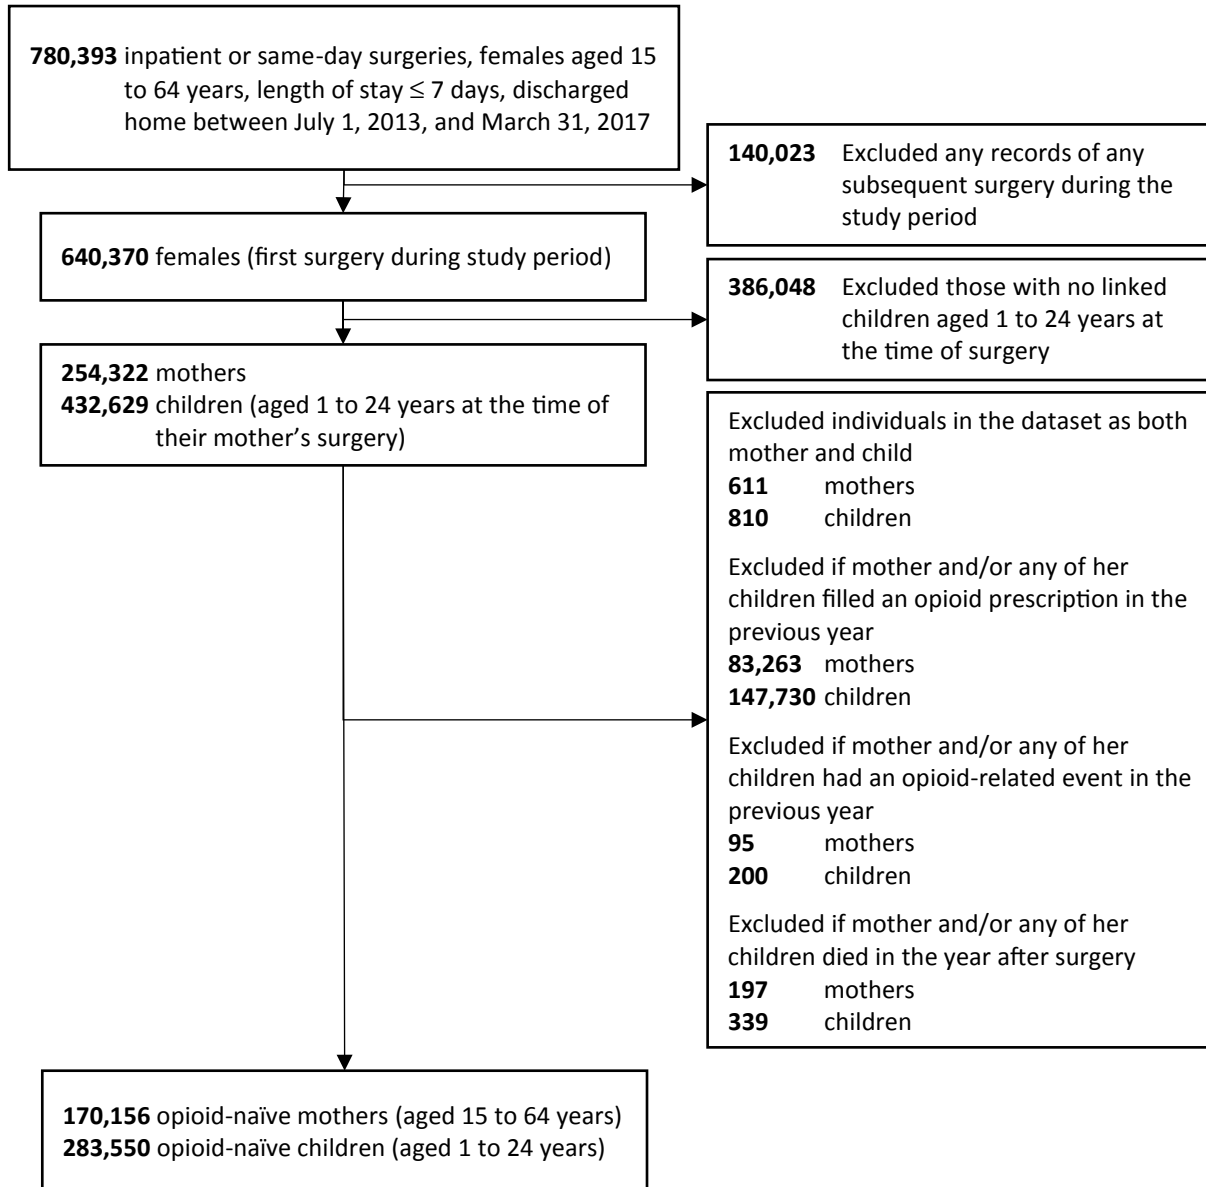 780,393 inpatient or same-day surgeries, females aged 15
to 64 years, length of stay ≤ 7 days, discharged
home between July 1, 2013, and March 31, 2017
140,023 Excluded any records of any
subsequent surgery during the
study period
640,370 females (first surgery during study period)
386,048 Excluded those with no linked
children aged 1 to 24 years at
the time of surgery
254,322 mothers
432,629 children (aged 1 to 24 years at the time of
their mother's surgery)
Excluded individuals in the dataset as both
mother and child
611 mothers
810 children
Excluded if mother and/or any of her
children filled an opioid prescription in the
previous year
83,263 mothers
147,730 children
Excluded if mother and/or any of her
children had an opioid-related event in the
previous year
95 mothers
200 children
Excluded if mother and/or any of her
children died in the year after surgery
197 mothers
339 children
170,156 opioid-naïve mothers (aged 15 to 64 years)
283,550 opioid-naïve children (aged 1 to 24 years)